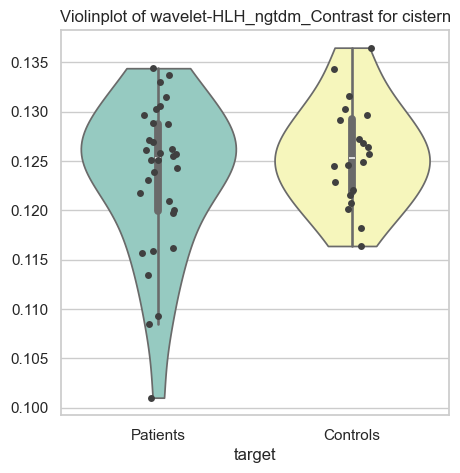 Violinplot of wavelet-HLH_ngtdm_Contrast for cistern
0.135
0.130
0.125
0.120
0.115
0.110
0.105
0.100
Patients
Controls
target